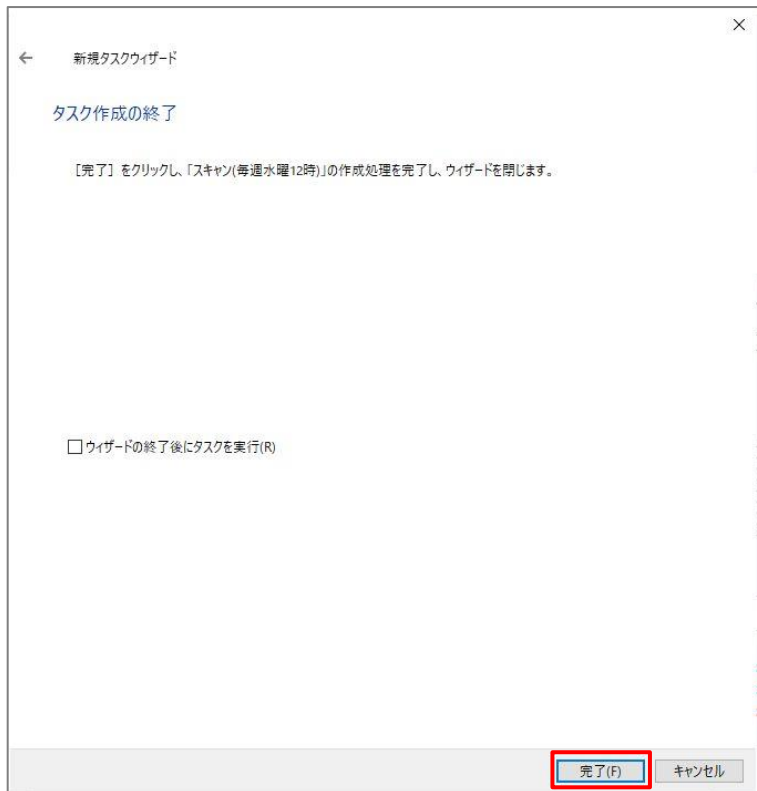 新規タスクウィザード
タスク作成の終了
［完了］をクリックし、「スキャン(毎週水曜12時)」の作成処理を完了し、ウィザードを閉じます。
ウィザードの終了後にタスクを実行(R)
完了(F)
キャンセル